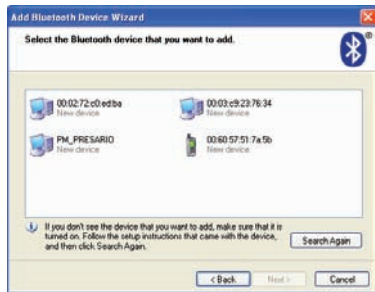 Add Bluetooth Device Wizard
Select the Bluetooth device that you want to add.
00:02:72:c0:ed:ba
New device
00:03:c9:23:76:34
New device
PM_PRESARIO
New device
00:60:57:51:7a:5b
New device
If you don't see the device that you want to add, make sure that it is
turned on. Follow the setup instructions that came with the device,
and then click Search Again.
Search Again
< Back
Next >
Cancel